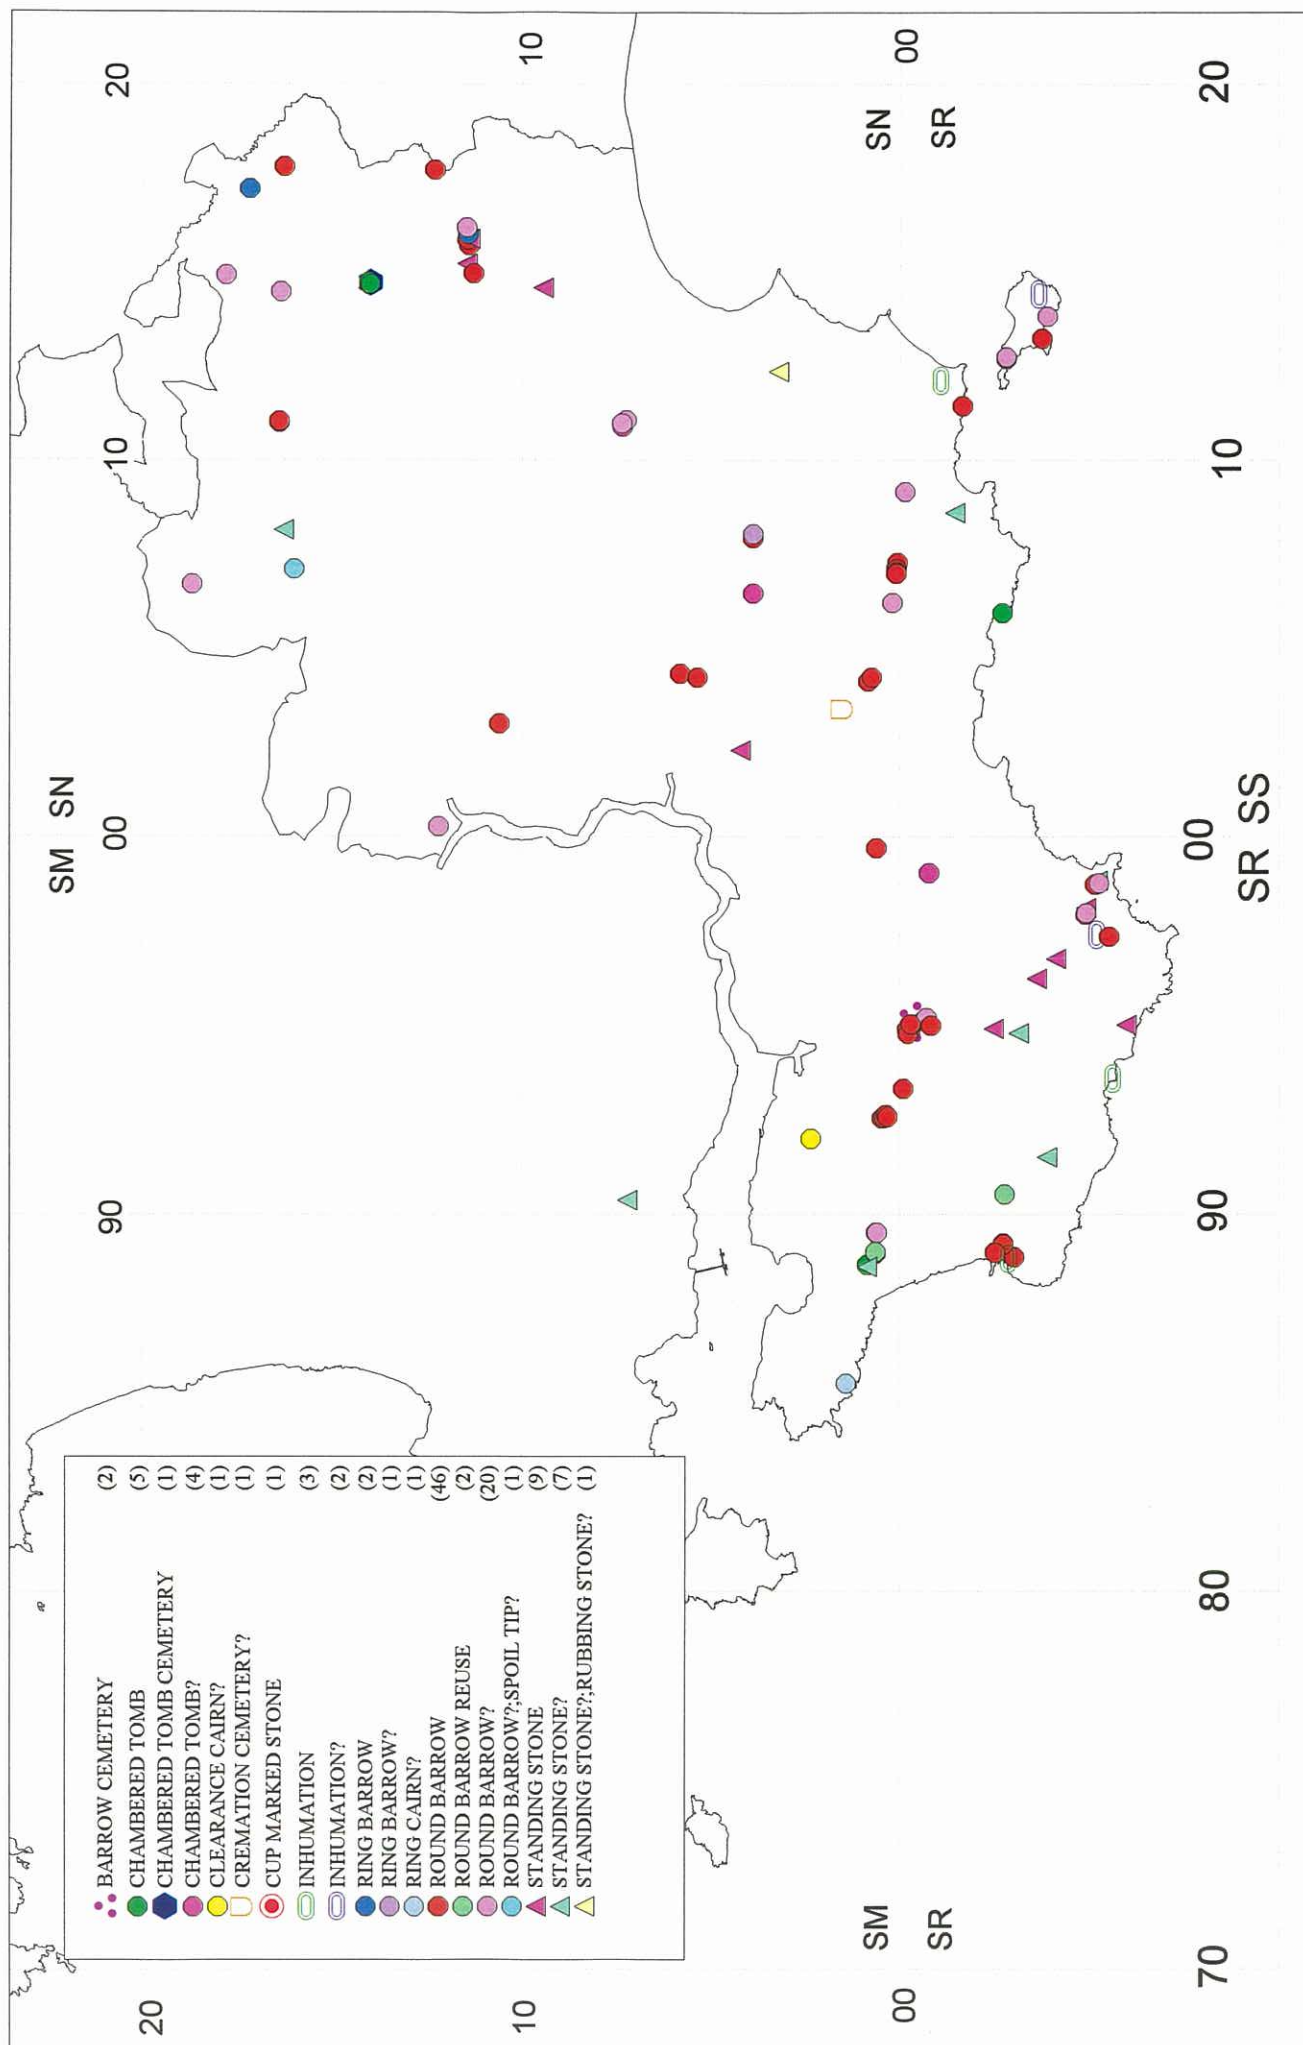 BARROW CEMETERY (2)
CHAMBERED TOMB (5)
CHAMBERED TOMB CEMETERY (1)
CHAMBERED TOMB? (4)
CLEARANCE CAIRN? (1)
CREMATION CEMETERY? (1)
CUP MARKED STONE (1)
INHUMATION (3)
INHUMATION? (2)
RING BARROW (2)
RING BARROW? (1)
RING CAIRN? (1)
ROUND BARROW (46)
ROUND BARROW REUSE (2)
ROUND BARROW? (20)
ROUND BARROW?;SPOIL TIP? (1)
STANDING STONE (9)
STANDING STONE? (7)
STANDING STONE?;RUBBING STONE? (1)
SM SN
20
10
00
90
20
10
00
10
00
SN
SR
SM
SR
SR SS
70
80
90
00
10
20